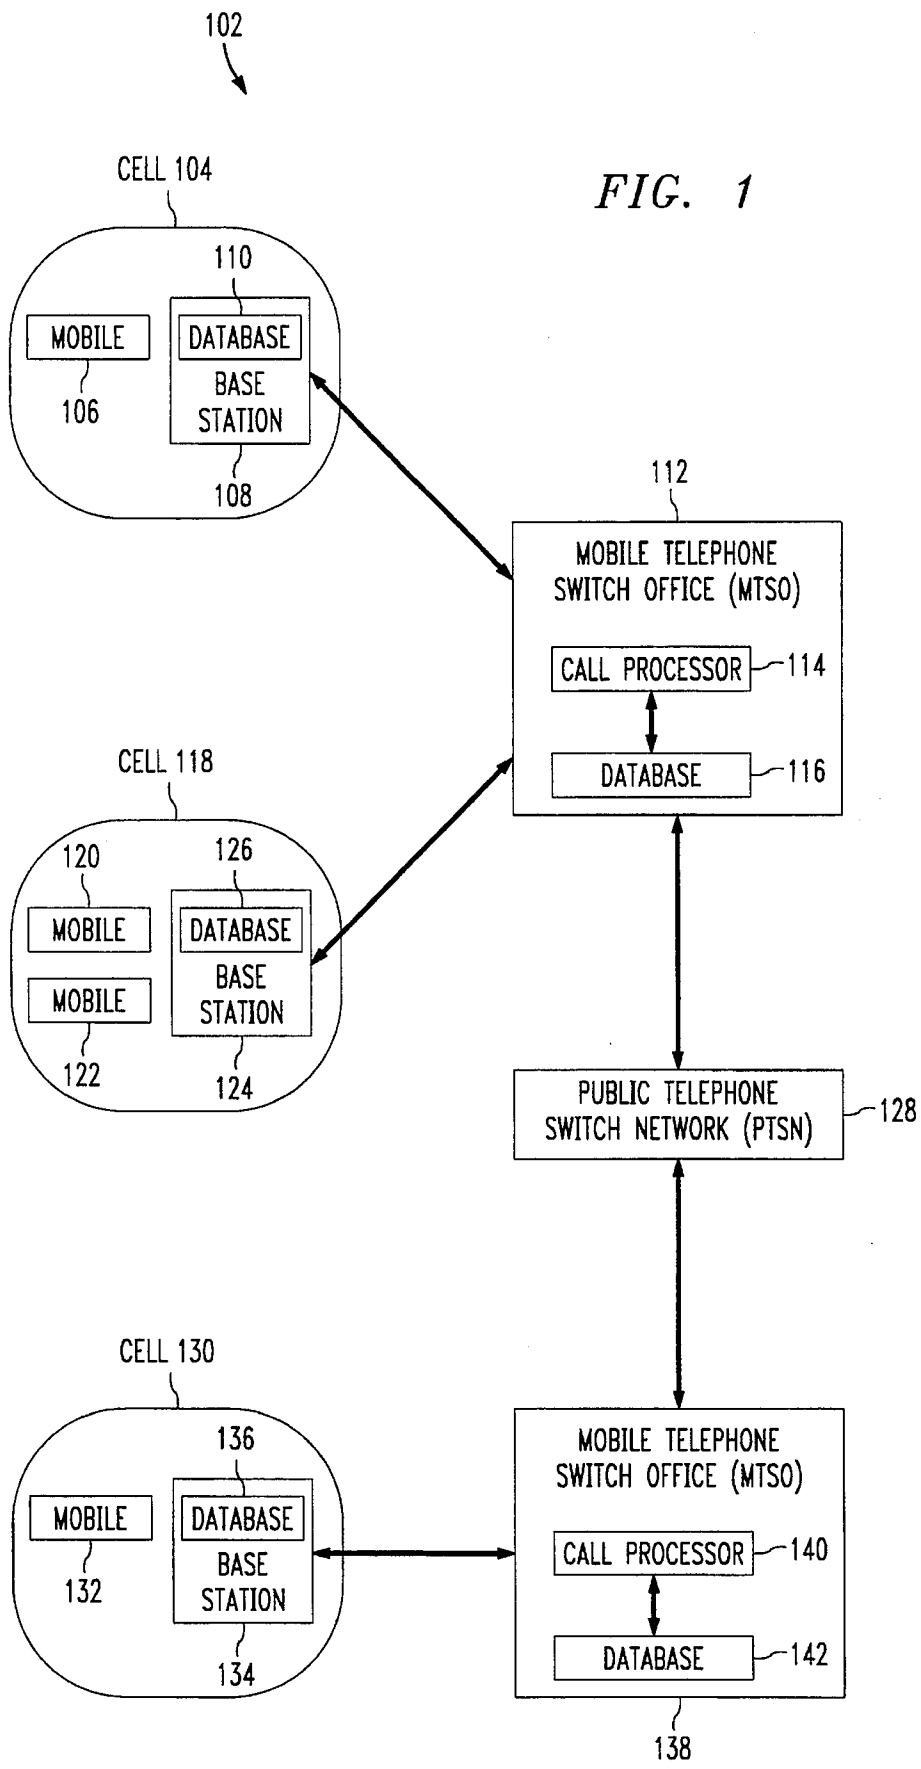 102
FIG. 1
CELL 104
110
MOBILE
DATABASE
106
BASE
STATION
108
112
MOBILE TELEPHONE
SWITCH OFFICE (MTSO)
CALL PROCESSOR
114
DATABASE
116
CELL 118
120
126
MOBILE
DATABASE
MOBILE
BASE
STATION
122
124
PUBLIC TELEPHONE
SWITCH NETWORK (PTSN)
128
CELL 130
136
MOBILE
DATABASE
132
BASE
STATION
134
MOBILE TELEPHONE
SWITCH OFFICE (MTSO)
CALL PROCESSOR
140
DATABASE
142
138